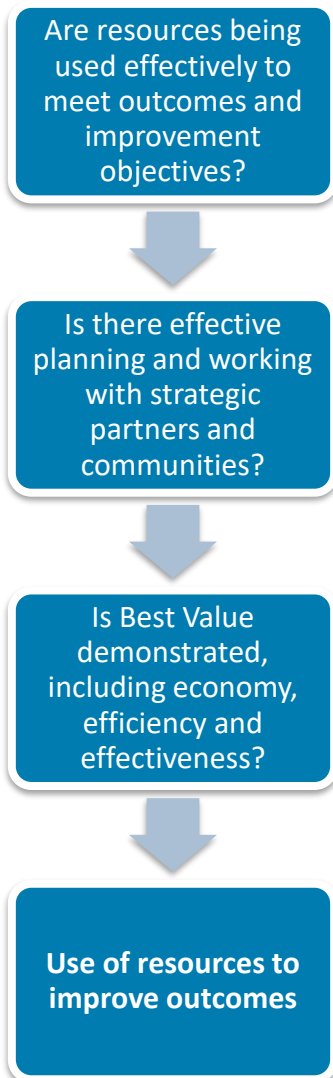 Are resources being
used effectively to
meet outcomes and
improvement
objectives?
Is there effective
planning and working
with strategic
partners and
communities?
Is Best Value
demonstrated,
including economy,
efficiency and
effectiveness?
Use of resources to
improve outcomes